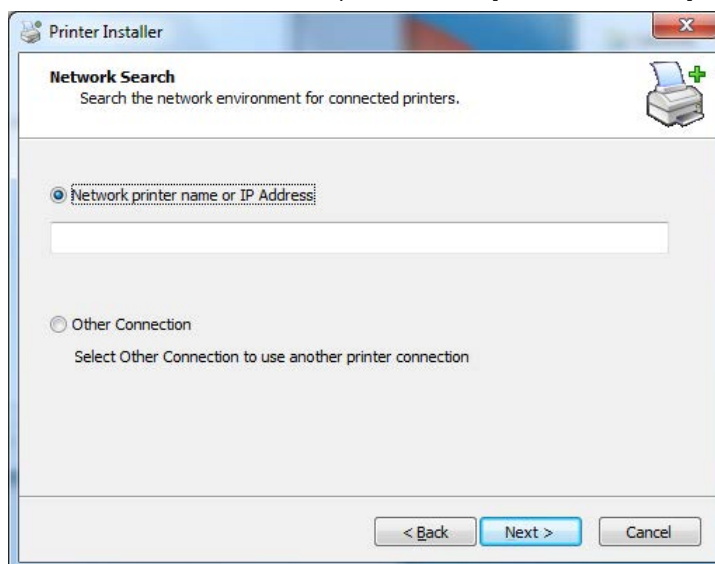 Printer Installer
Network Search
Search the network environment for connected printers.
Network printer name or IP Address
Other Connection
Select Other Connection to use another printer connection
< Back
Next >
Cancel